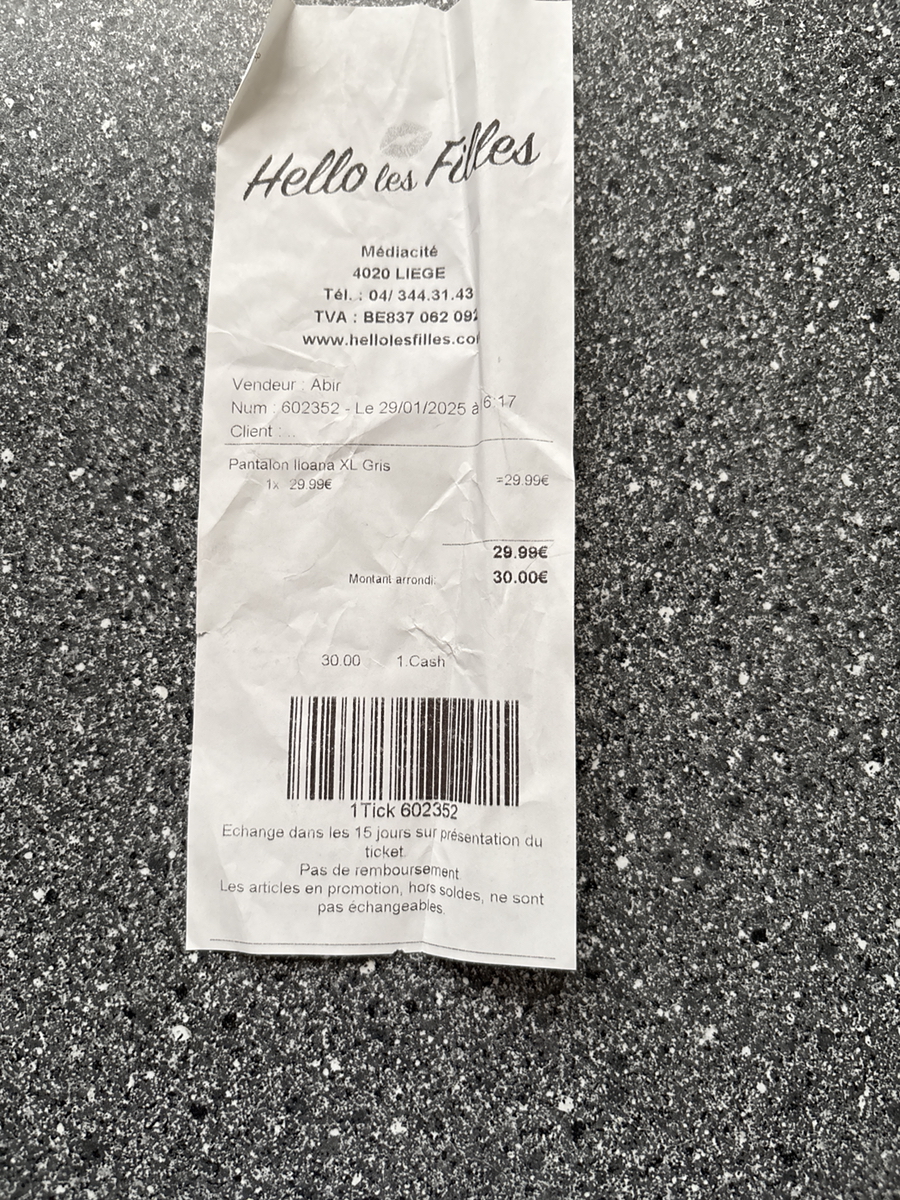 Hello les Filles
Médiacité
4020 LIEGE
Tél. : 04/ 344.31.43
TVA : BE837 062
www.hellolesfilles.co
Vendeur : Abir
Num : 602352 - Le 29/01/2025 à 6:17
Client : ..
Pantalon Iloana XL Gris
1x 29.99€ =29.99€
29.99€
Montant arrondi: 30.00€
30.00 1.Cash
1Tick 602352
Echange dans les 15 jours sur présentation du
ticket.
Pas de remboursement
Les articles en promotion, hors soldes, ne sont
pas échangeables.